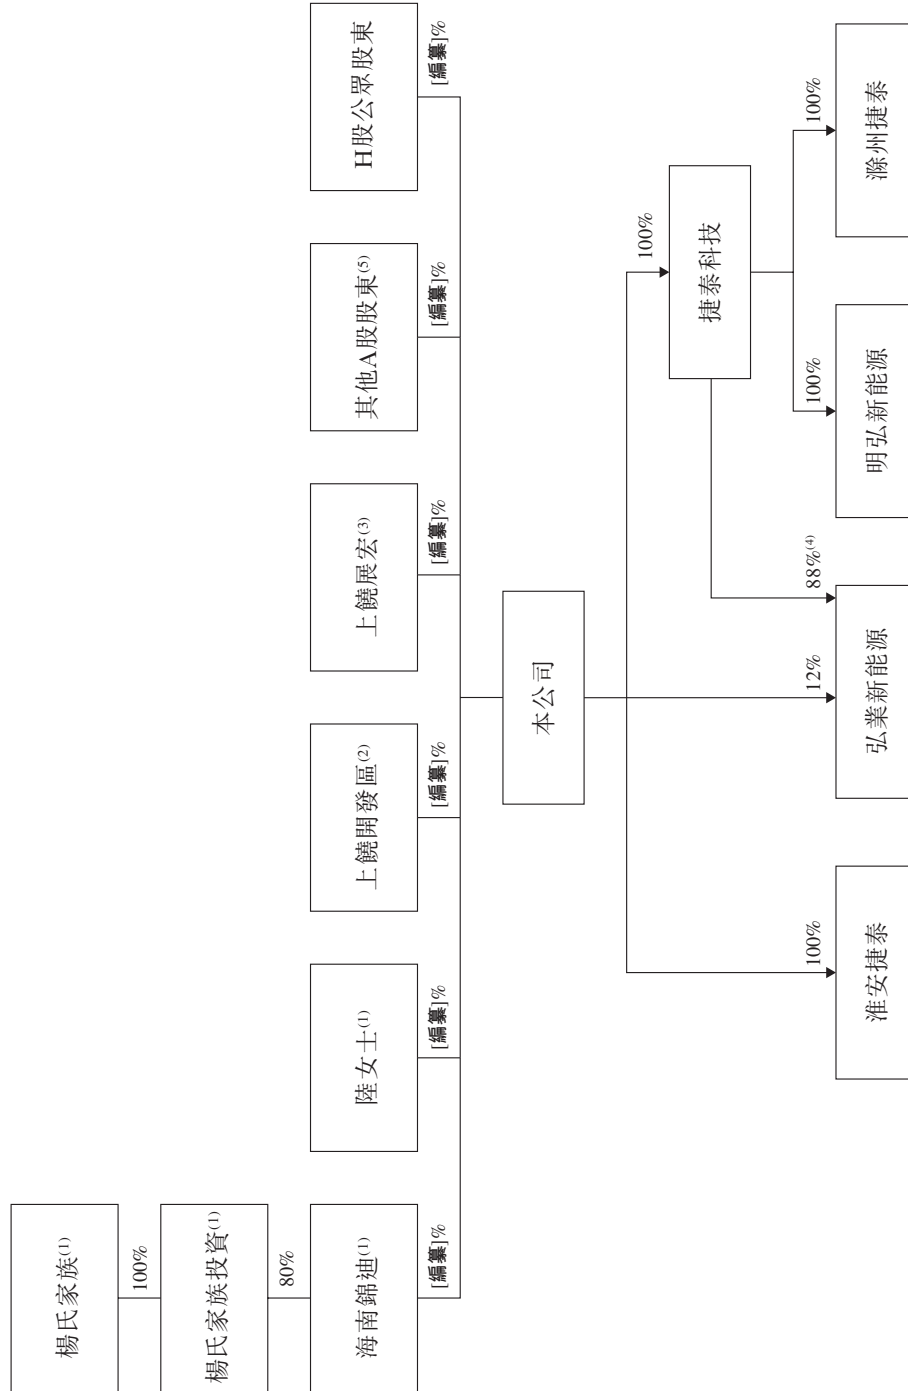 楊氏家族(1)
100%
楊氏家族投資(1)
80%
海南錦迪(1)
陸女士(1)
上饒開發區(2)
上饒展宏(3)
其他A股股東(5)
H股公眾股東
[編纂]%
[編纂]%
[編纂]%
[編纂]%
[編纂]%
[編纂]%
本公司
100%
捷泰科技
100%
12%
88%(4)
100%
100%
淮安捷泰
弘業新能源
明弘新能源
滁州捷泰